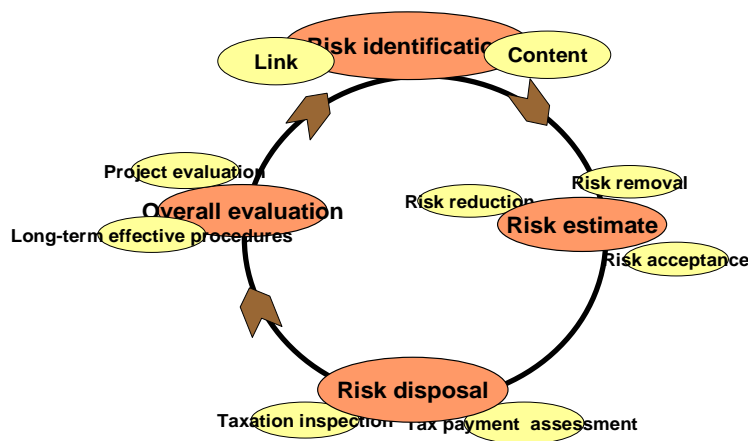 Risk identification
Link
Content
Project evaluation
Overall evaluation
Long-term effective procedures
Risk removal
Risk reduction
Risk estimate
Risk acceptance
Risk disposal
Taxation inspection
Tax payment assessment